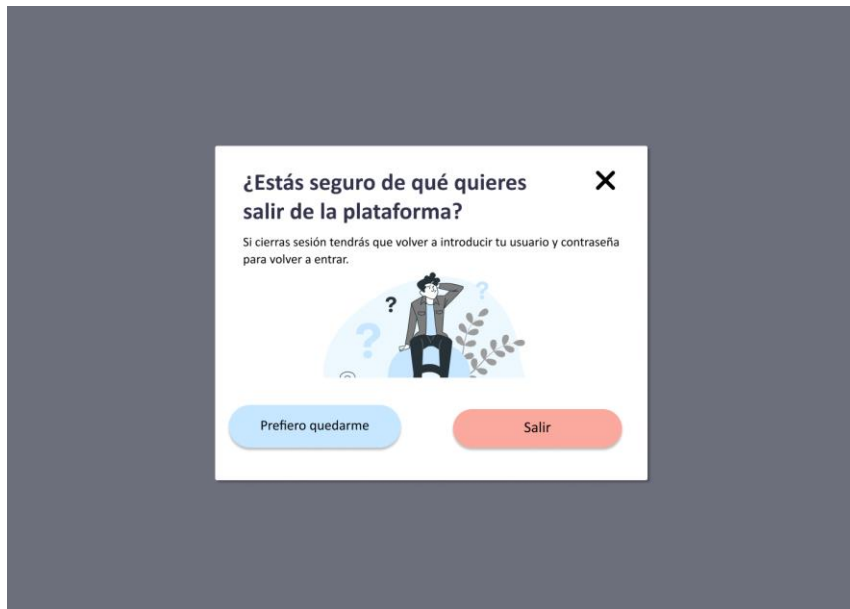 ¿Estás seguro de qué quieres
salir de la plataforma?
Si cierras sesión tendrás que volver a introducir tu usuario y contraseña
para volver a entrar.
?
?
?
Prefiero quedarme
Salir